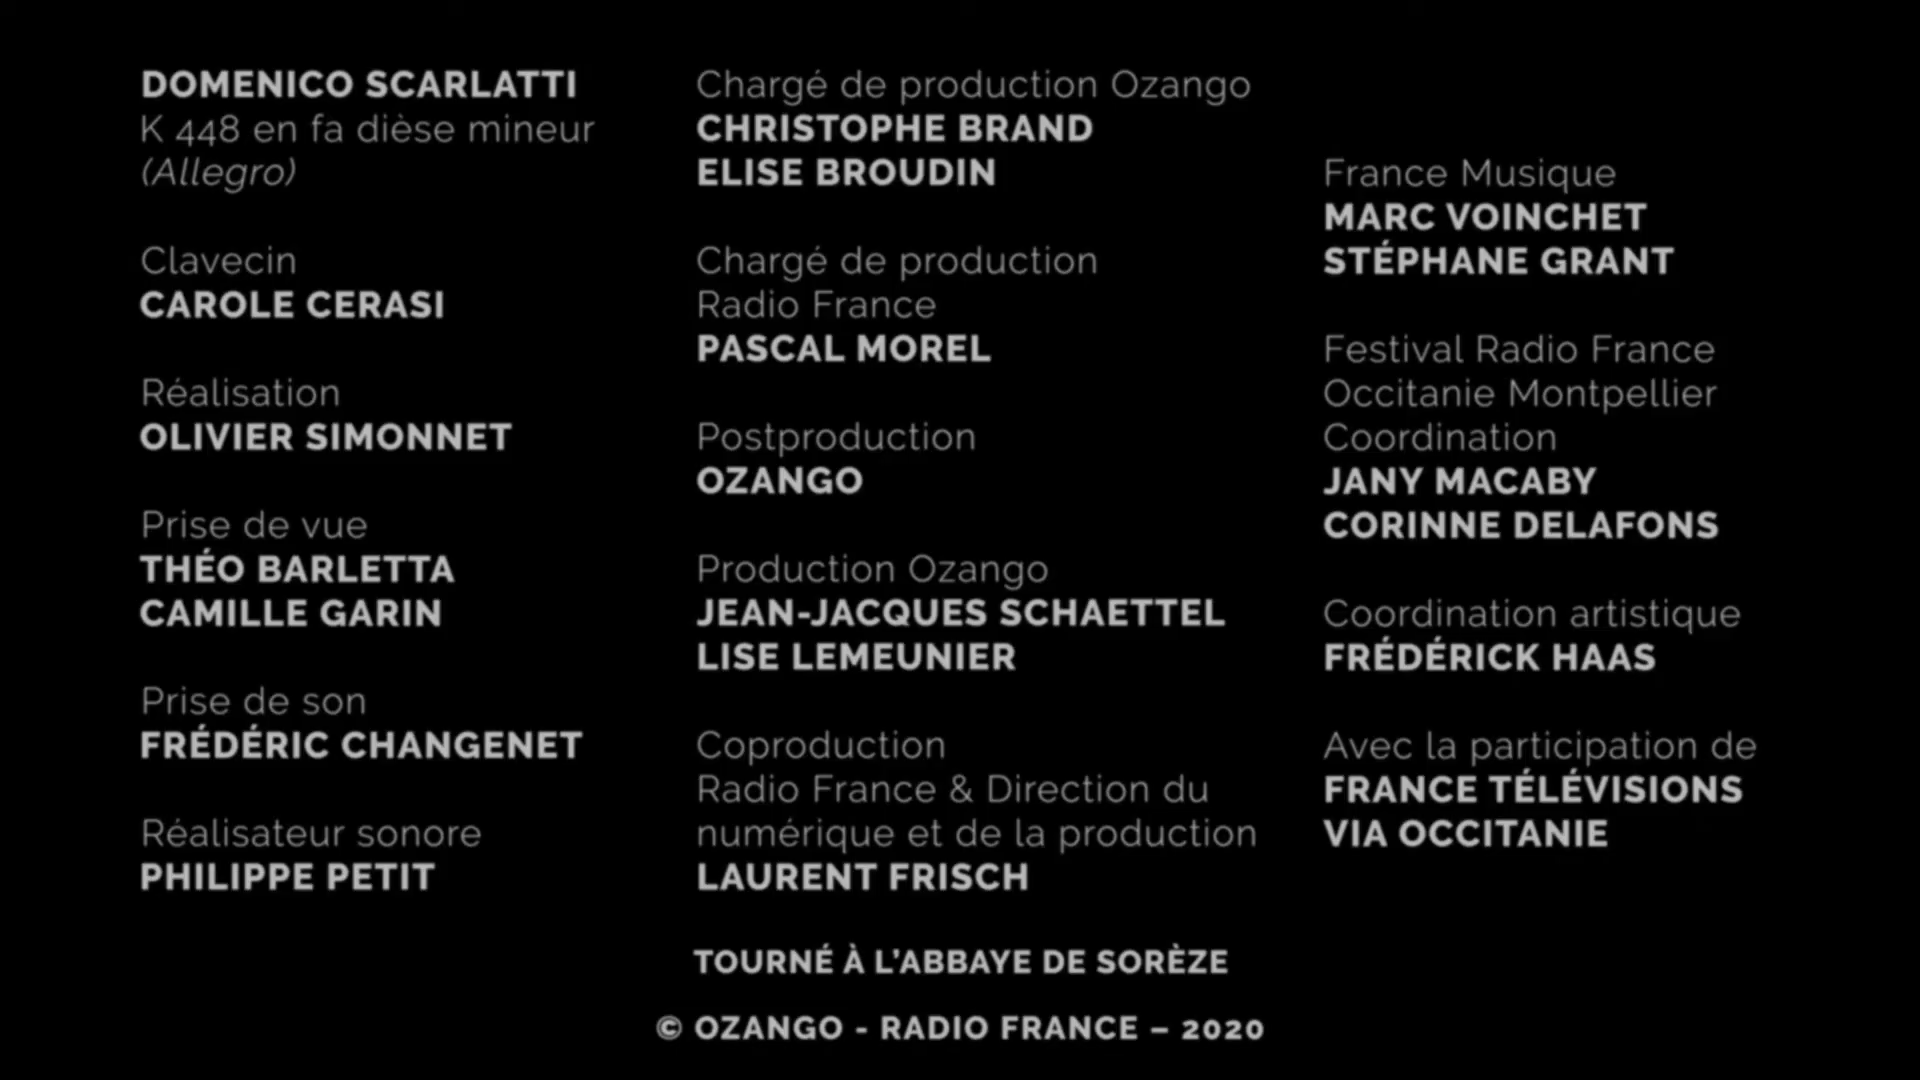 DOMENICO SCARLATTI
K 448 en fa dièse mineur
(Allegro)
Clavecin
CAROLE CERASI
Réalisation
OLIVIER SIMONNET
Prise de vue
THÉO BARLETTA
CAMILLE GARIN
Prise de son
FRÉDÉRIC CHANGENET
Réalisateur sonore
PHILIPPE PETIT
Chargé de production Ozango
CHRISTOPHE BRAND
ELISE BROUDIN
Chargé de production
Radio France
PASCAL MOREL
Postproduction
OZANGO
Production Ozango
JEAN-JACQUES SCHAETTEL
LISE LEMEUNIER
Coproduction
Radio France & Direction du
numérique et de la production
LAURENT FRISCH
France Musique
MARC VOINCHET
STÉPHANE GRANT
Festival Radio France
Occitanie Montpellier
Coordination
JANY MACABY
CORINNE DELAFONS
Coordination artistique
FRÉDÉRICK HAAS
Avec la participation de
FRANCE TÉLÉVISIONS
VIA OCCITANIE
TOURNÉ À L'ABBAYE DE SORÈZE
© OZANGO - RADIO FRANCE – 2020